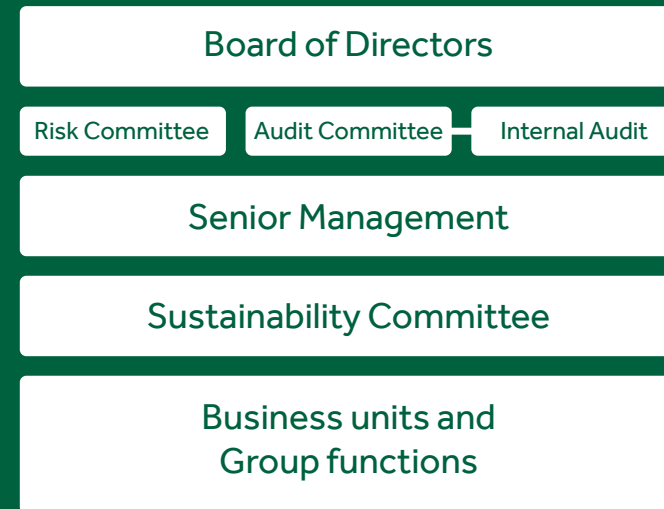 Board of Directors
Risk Committee
Audit Committee
Internal Audit
Senior Management
Sustainability Committee
Business units and
Group functions